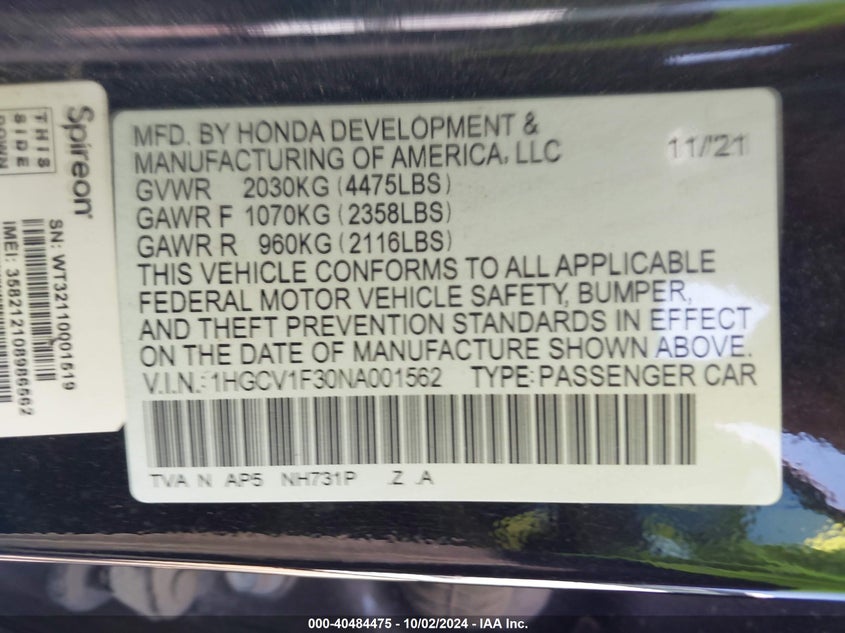 Spireon
THIS
SIDE
DOWN
SN: WT32110001519
IMEI: 358212108986562
MFD. BY HONDA DEVELOPMENT &
MANUFACTURING OF AMERICA, LLC
11/'21
GVWR 2030KG (4475LBS)
GAWR F 1070KG (2358LBS)
GAWR R 960KG (2116LBS)
THIS VEHICLE CONFORMS TO ALL APPLICABLE
FEDERAL MOTOR VEHICLE SAFETY, BUMPER,
AND THEFT PREVENTION STANDARDS IN EFFECT
ON THE DATE OF MANUFACTURE SHOWN ABOVE.
V.I.N.: 1HGCV1F30NA001562 TYPE: PASSENGER CAR
TVA N AP5 NH731P .Z .A
000-40484475 - 10/02/2024 - IAA Inc.